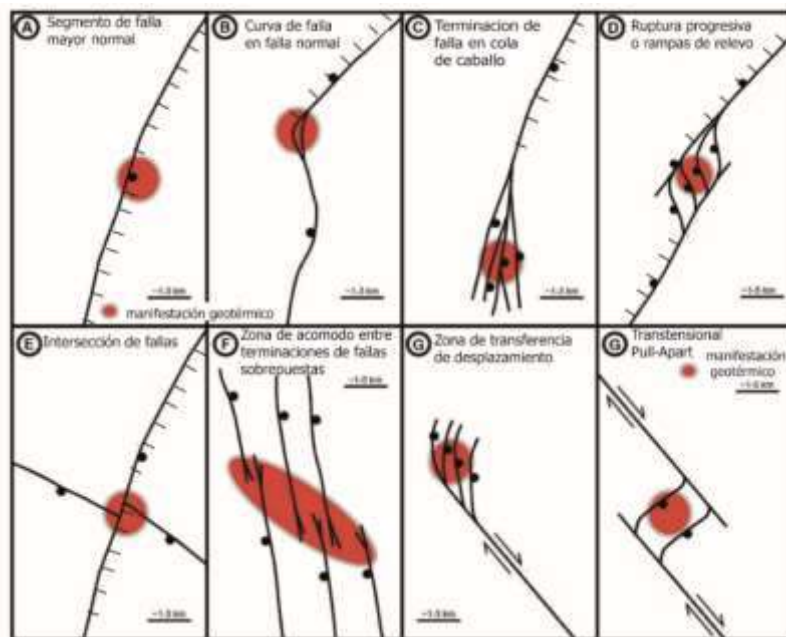 A Segmento de falla
mayor normal
B Curva de falla
en falla normal
C Terminacion de
falla en cola
de caballo
D Ruptura progresiva
o rampas de relevo
manifestación geotérmico
E Intersección de fallas
F Zona de acomodo entre
terminaciones de fallas
sobrepuestas
G Zona de transferencia
de desplazamiento
G Transtensional
Pull-Apart
manifestación
geotérmico